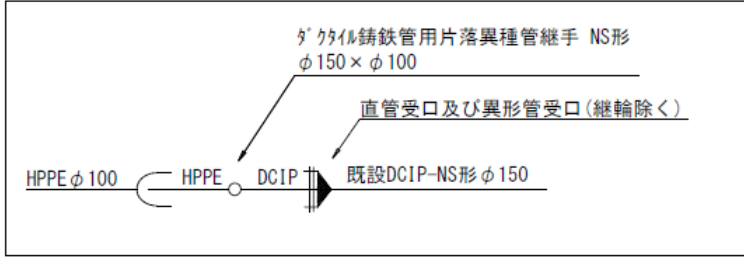 ﾀﾞｸﾀｲﾙ鋳鉄管用片落異種管継手 NS形
φ150×φ100
直管受口及び異形管受口(継輪除く)
HPPEφ100 HPPE DCIP 既設DCIP-NS形φ150